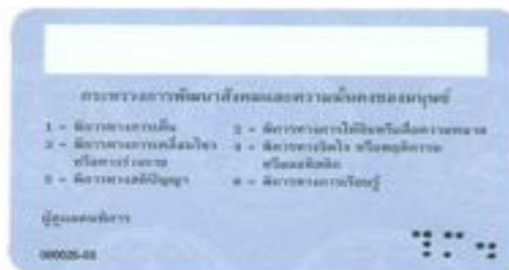 กระทรวงการพัฒนาสังคมและความมั่นคงของมนุษย์
1 = พิการทางการเห็น 2 = พิการทางการได้ยินหรือสื่อความหมาย
3 = พิการทางการเคลื่อนไหว 4 = พิการทางจิตใจ หรือพฤติกรรม
หรือทางร่างกาย หรือออทิสติก
5 = พิการทางสติปัญญา 6 = พิการทางการเรียนรู้
ผู้ดูแลคนพิการ